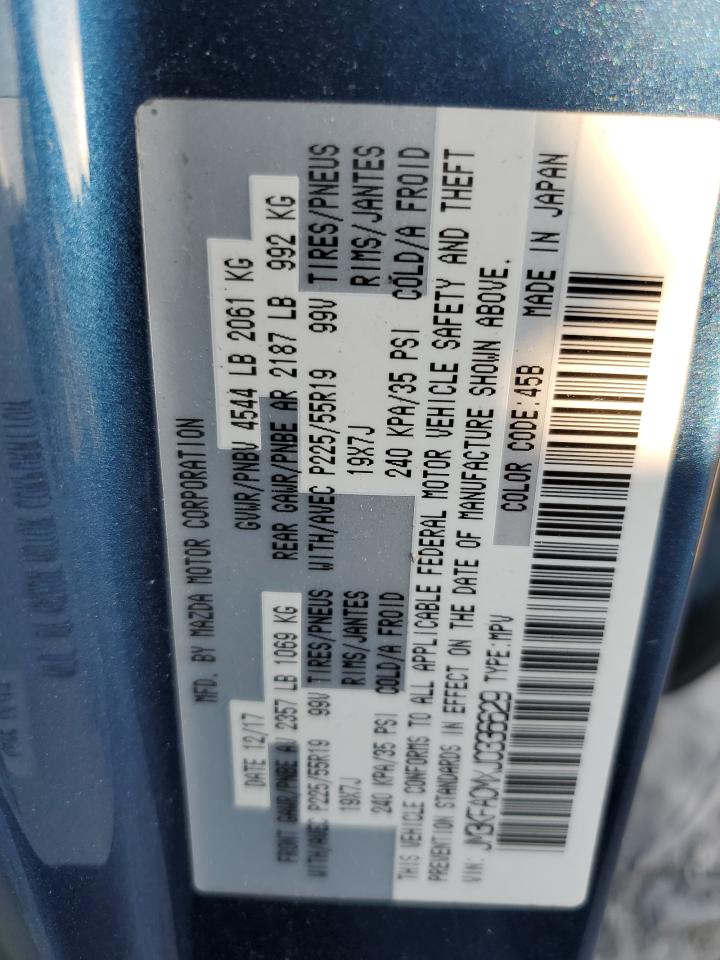 MFD. BY MAZDA MOTOR CORPORATION
DATE 12/17 GVWR/PNBV 4544 LB 2061 KG
FRONT GAWR/PNBE AV 2357 LB 1069 KG REAR GAWR/PNBE AR 2187 LB 992 KG
WITH/AVEC P225/55R19 99V TIRES/PNEUS WITH/AVEC P225/55R19 99V TIRES/PNEUS
19X7J RIMS/JANTES 19X7J RIMS/JANTES
240 KPA/35 PSI COLD/A FROID 240 KPA/35 PSI COLD/A FROID
THIS VEHICLE CONFORMS TO ALL APPLICABLE FEDERAL MOTOR VEHICLE SAFETY AND THEFT
PREVENTION STANDARDS IN EFFECT ON THE DATE OF MANUFACTURE SHOWN ABOVE.
VIN: JM3KFACMXJ0336629 TYPE:MPV COLOR CODE:45B MADE IN JAPAN